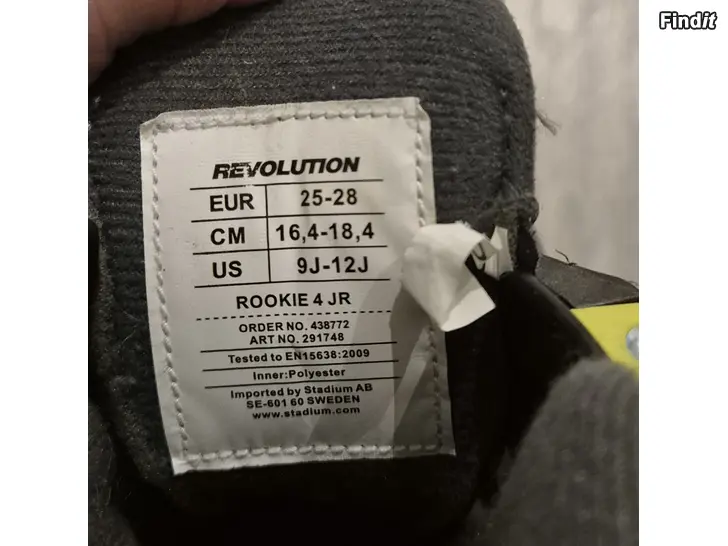 Findit
REVOLUTION
EUR 25-28
CM 16,4-18,4
US 9J-12J
ROOKIE 4 JR
ORDER NO. 438772
ART NO. 291748
Tested to EN15638:2009
Inner:Polyester
Imported by Stadium AB
SE-601 60 SWEDEN
www.stadium.com